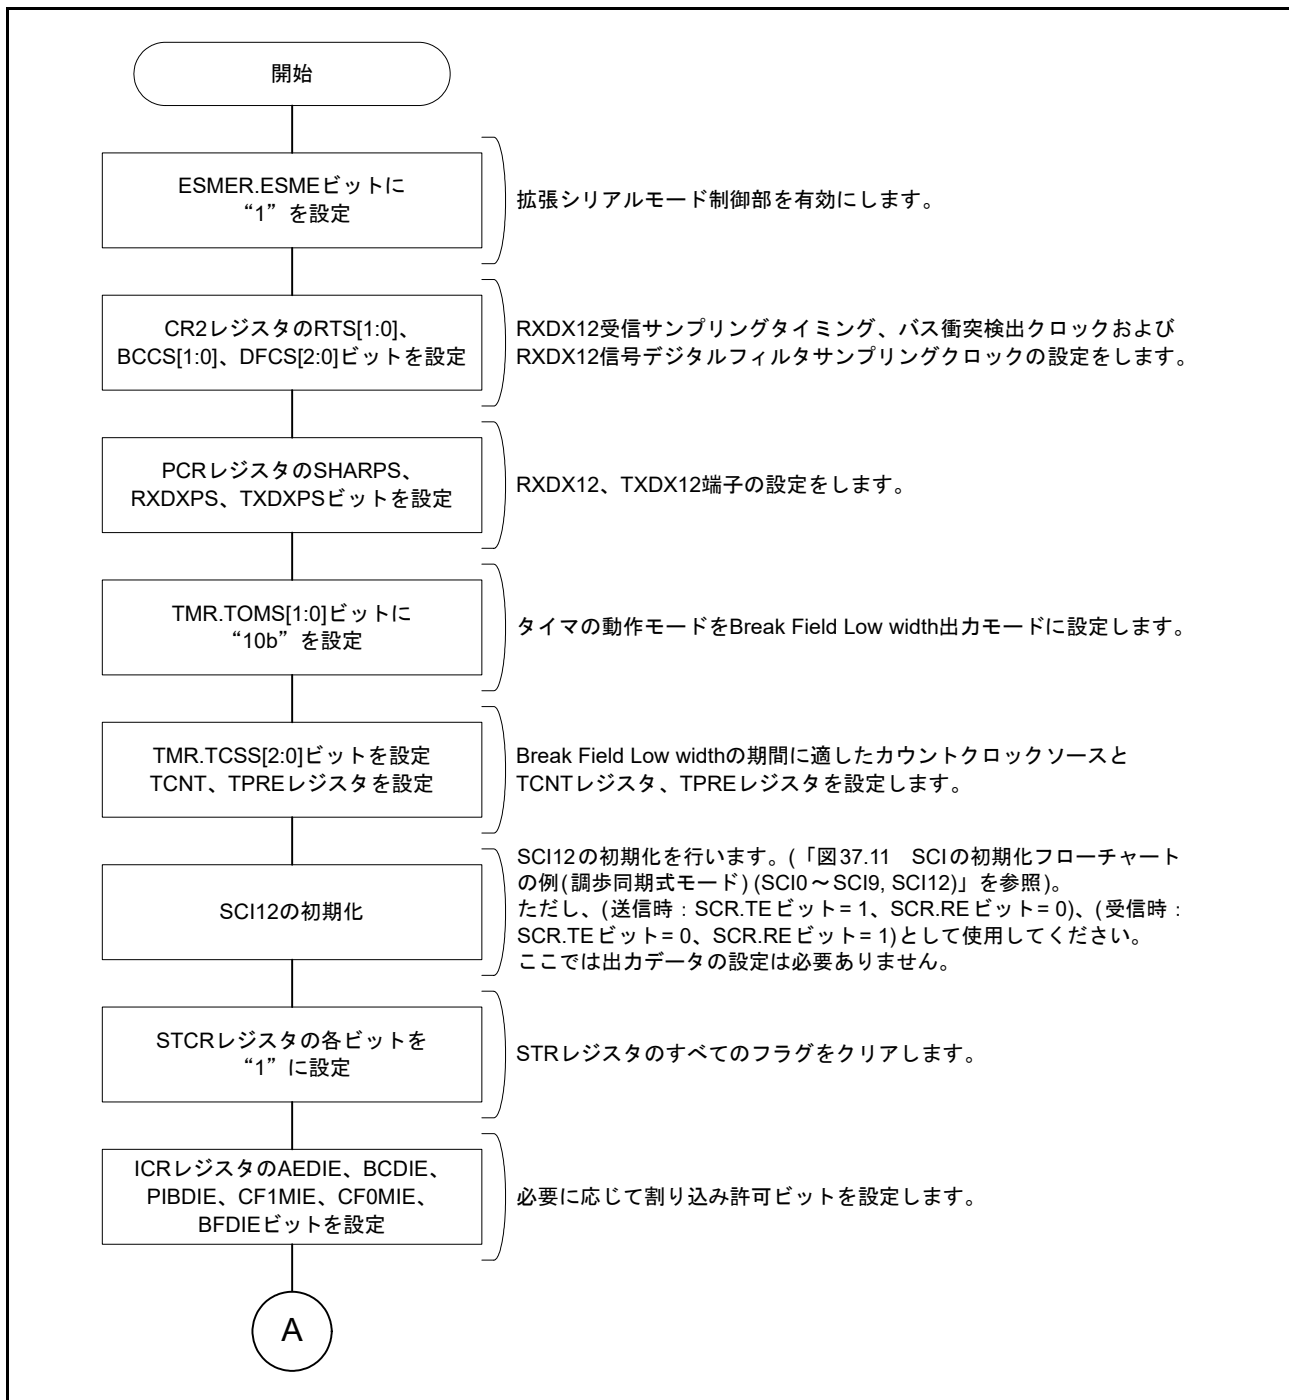 開始
ESMER.ESMEビットに
“1”を設定
拡張シリアルモード制御部を有効にします。
CR2レジスタのRTS[1:0]、
BCCS[1:0]、DFCS[2:0]ビットを設定
RXDX12受信サンプリングタイミング、バス衝突検出クロックおよび
RXDX12信号デジタルフィルタサンプリングクロックの設定をします。
PCRレジスタのSHARPS、
RXDXPS、TXDXPSビットを設定
RXDX12、TXDX12端子の設定をします。
TMR.TOMS[1:0]ビットに
“10b”を設定
タイマの動作モードをBreak Field Low width出力モードに設定します。
TMR.TCSS[2:0]ビットを設定
TCNT、TPREレジスタを設定
Break Field Low widthの期間に適したカウントクロックソースと
TCNTレジスタ、TPREレジスタを設定します。
SCI12の初期化
SCI12の初期化を行います。(「図37.11 SCIの初期化フローチャート
の例(調歩同期式モード) (SCI0～SCI9, SCI12)」を参照)。
ただし、(送信時：SCR.TEビット= 1、SCR.REビット= 0)、(受信時：
SCR.TEビット= 0、SCR.REビット= 1)として使用してください。
ここでは出力データの設定は必要ありません。
STCRレジスタの各ビットを
“1”に設定
STRレジスタのすべてのフラグをクリアします。
ICRレジスタのAEDIE、BCDIE、
PIBDIE、CF1MIE、CF0MIE、
BFDIEビットを設定
必要に応じて割り込み許可ビットを設定します。
A